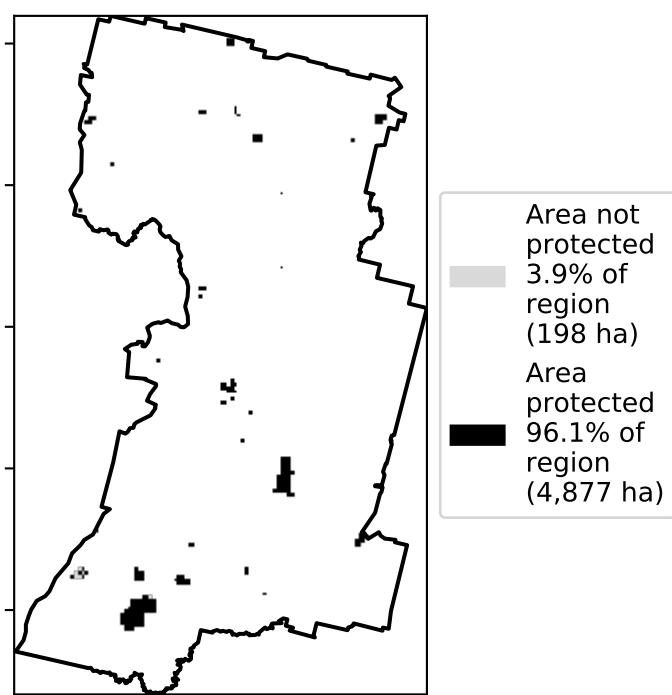 Area not
protected
3.9% of
region
(198 ha)
Area
protected
96.1% of
region
(4,877 ha)